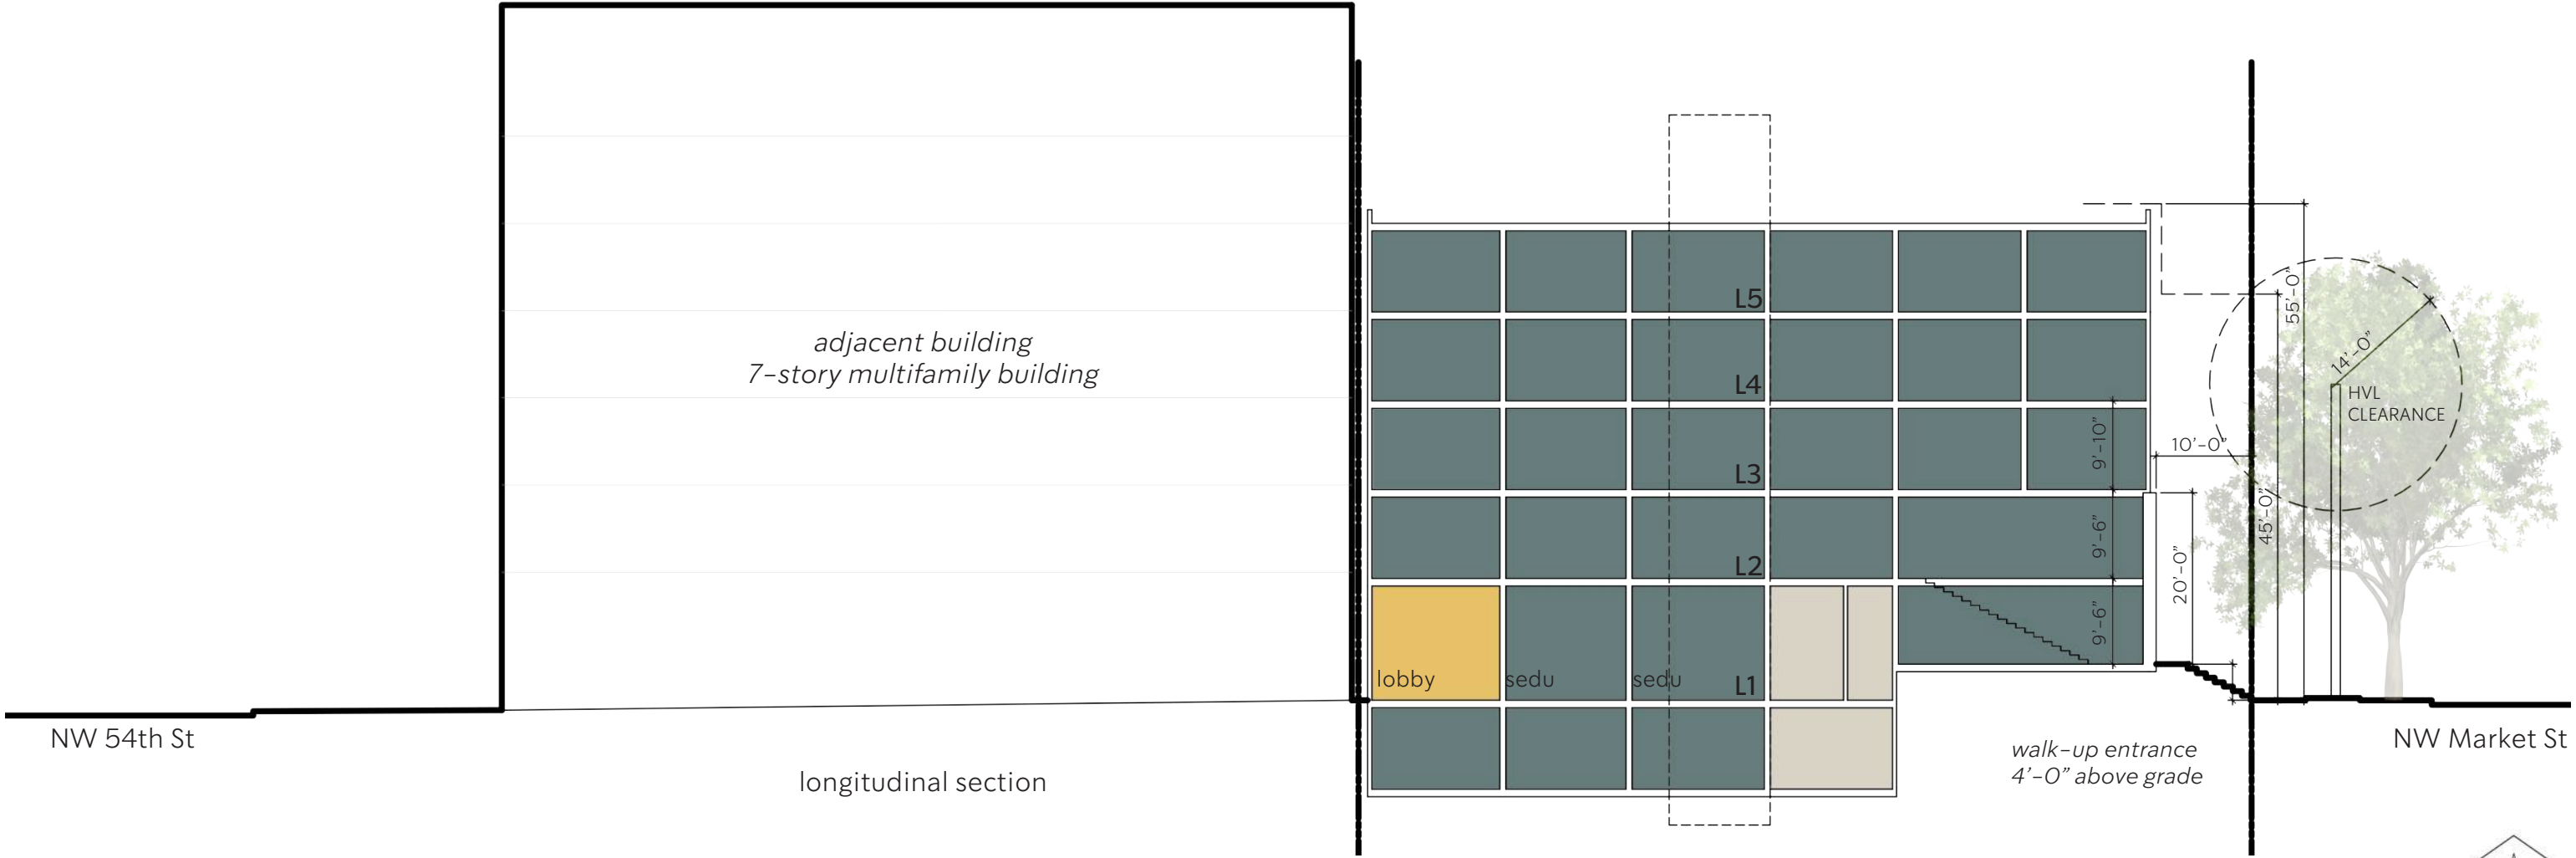 adjacent building
7-story multifamily building
L5
L4
L3
L2
L1
lobby
sedu
sedu
9'-10"
9'-6"
9'-6"
20'-0"
10'-0"
45'-0"
55'-0"
14'-0"
HVL
CLEARANCE
NW 54th St
NW Market St
walk-up entrance
4'-0" above grade
longitudinal section